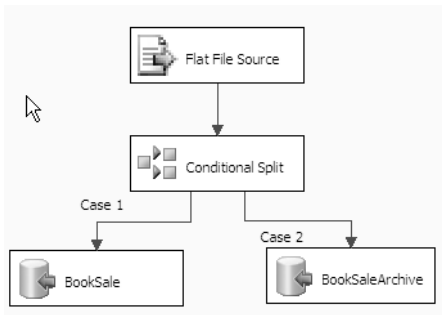 Flat File Source
Conditional Split
Case 1
Case 2
BookSale
BookSaleArchive